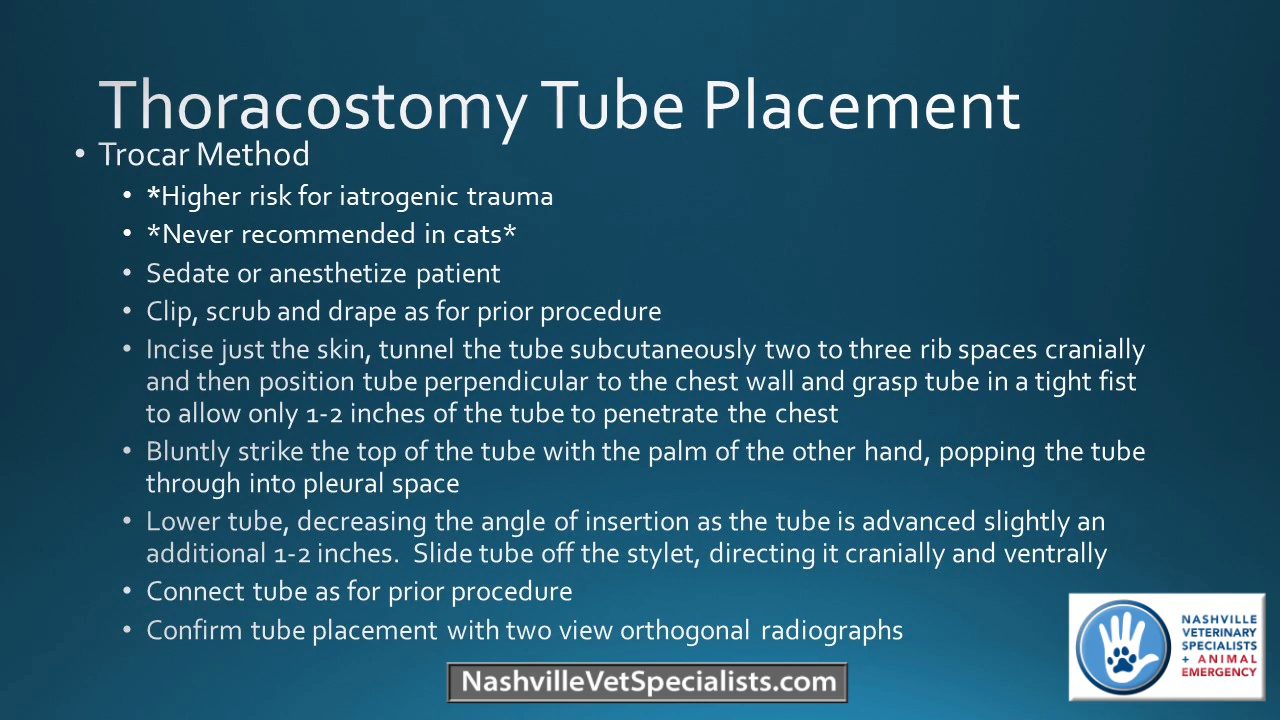 Thoracostomy Tube Placement
• Trocar Method
• *Higher risk for iatrogenic trauma
• *Never recommended in cats*
• Sedate or anesthetize patient
• Clip, scrub and drape as for prior procedure
• Incise just the skin, tunnel the tube subcutaneously two to three rib spaces cranially
and then position tube perpendicular to the chest wall and grasp tube in a tight fist
to allow only 1-2 inches of the tube to penetrate the chest
• Bluntly strike the top of the tube with the palm of the other hand, popping the tube
through into pleural space
• Lower tube, decreasing the angle of insertion as the tube is advanced slightly an
additional 1-2 inches.  Slide tube off the stylet, directing it cranially and ventrally
• Connect tube as for prior procedure
• Confirm tube placement with two view orthogonal radiographs
NASHVILLE
VETERINARY
SPECIALISTS
+ ANIMAL
EMERGENCY
NashvilleVetSpecialists.com